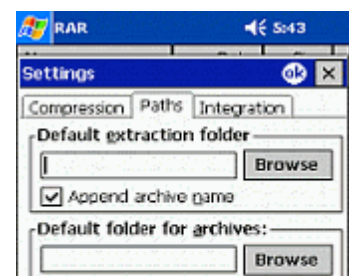 RAR 5:43
Settings ok
Compression Paths Integration
Default extraction folder
Browse
Append archive name
Default folder for archives:
Browse